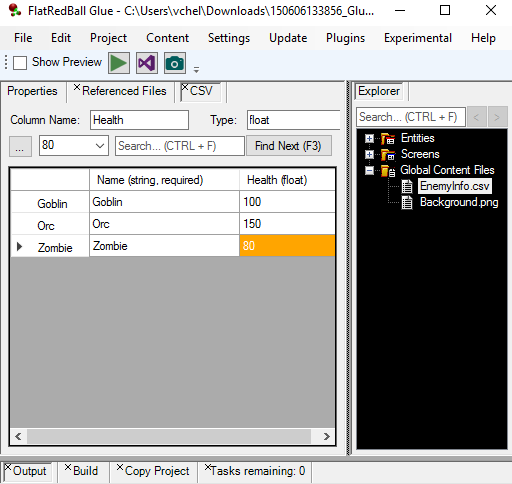 FlatRedBall Glue - C:\Users\vchel\Downloads\150606133856_Glu...
File Edit Project Content Settings Update Plugins Experimental Help
Show Preview
Properties Referenced Files CSV
Column Name: Health Type: float
... 80 Search... (CTRL + F) Find Next (F3)
Name (string, required) Health (float)
Goblin Goblin 100
Orc Orc 150
Zombie Zombie 80
Explorer
Search... (CTRL + F) < >
Entities
Screens
Global Content Files
EnemyInfo.csv
Background.png
Output Build Copy Project Tasks remaining: 0